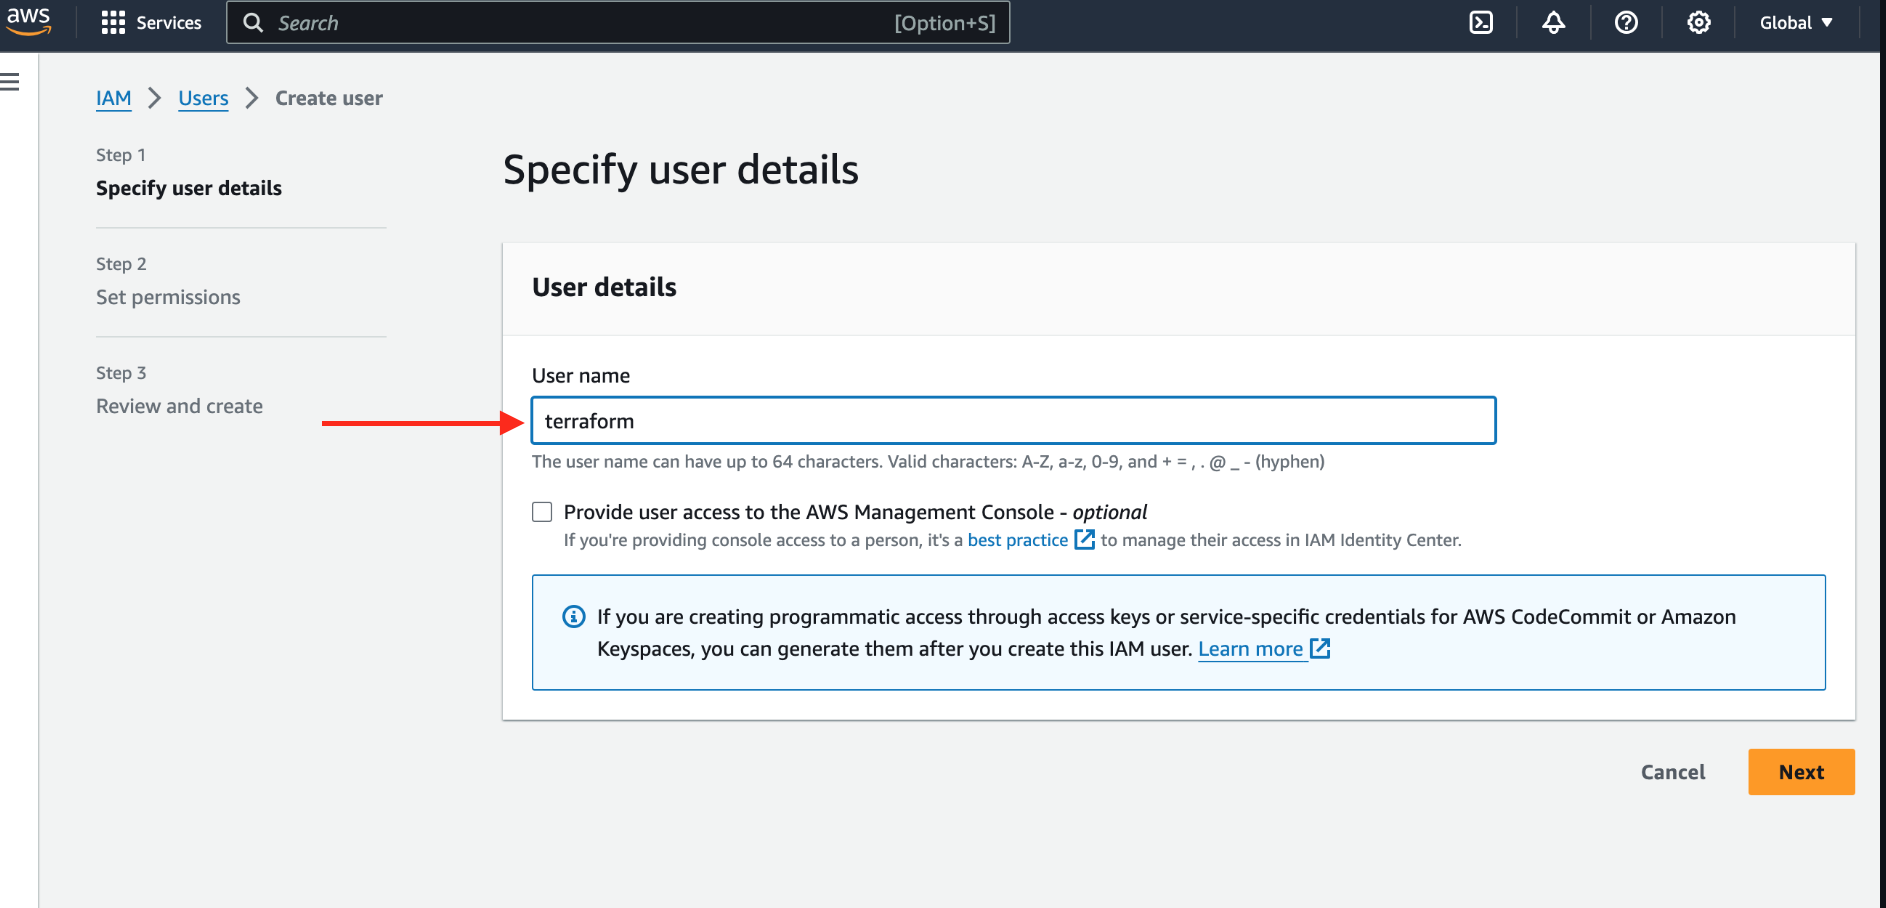 aws
Services
Search
[Option+S]
Global
IAM
Users
Create user
Step 1
Specify user details
Step 2
Set permissions
Step 3
Review and create
Specify user details
User details
User name
terraform
The user name can have up to 64 characters. Valid characters: A-Z, a-z, 0-9, and + = , . @ _ - (hyphen)
Provide user access to the AWS Management Console - optional
If you're providing console access to a person, it's a best practice to manage their access in IAM Identity Center.
If you are creating programmatic access through access keys or service-specific credentials for AWS CodeCommit or Amazon
Keyspaces, you can generate them after you create this IAM user. Learn more
Cancel
Next